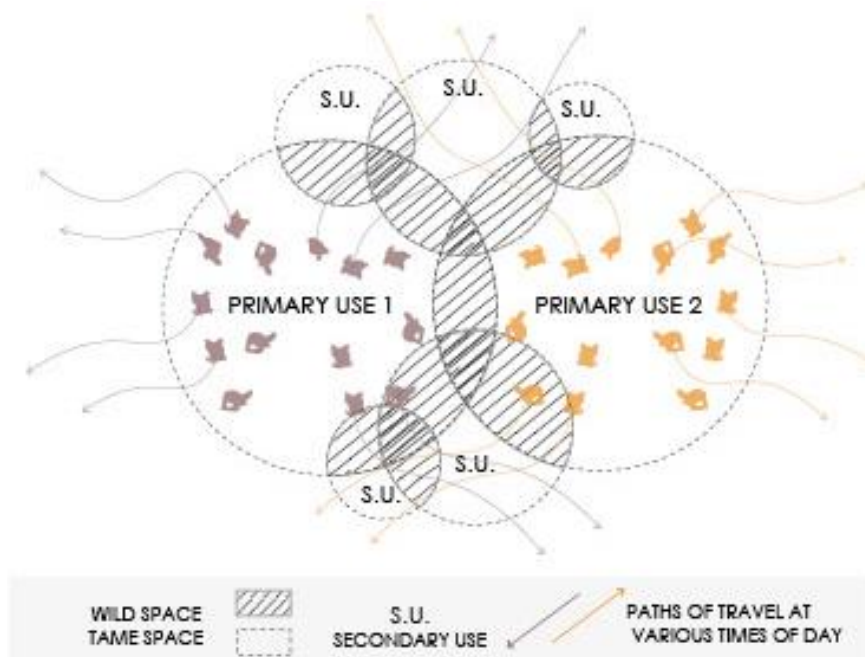 S.U.
S.U.
S.U.
PRIMARY USE 1
PRIMARY USE 2
S.U.
S.U.
WILD SPACE
TAME SPACE
S.U.
SECONDARY USE
PATHS OF TRAVEL AT
VARIOUS TIMES OF DAY